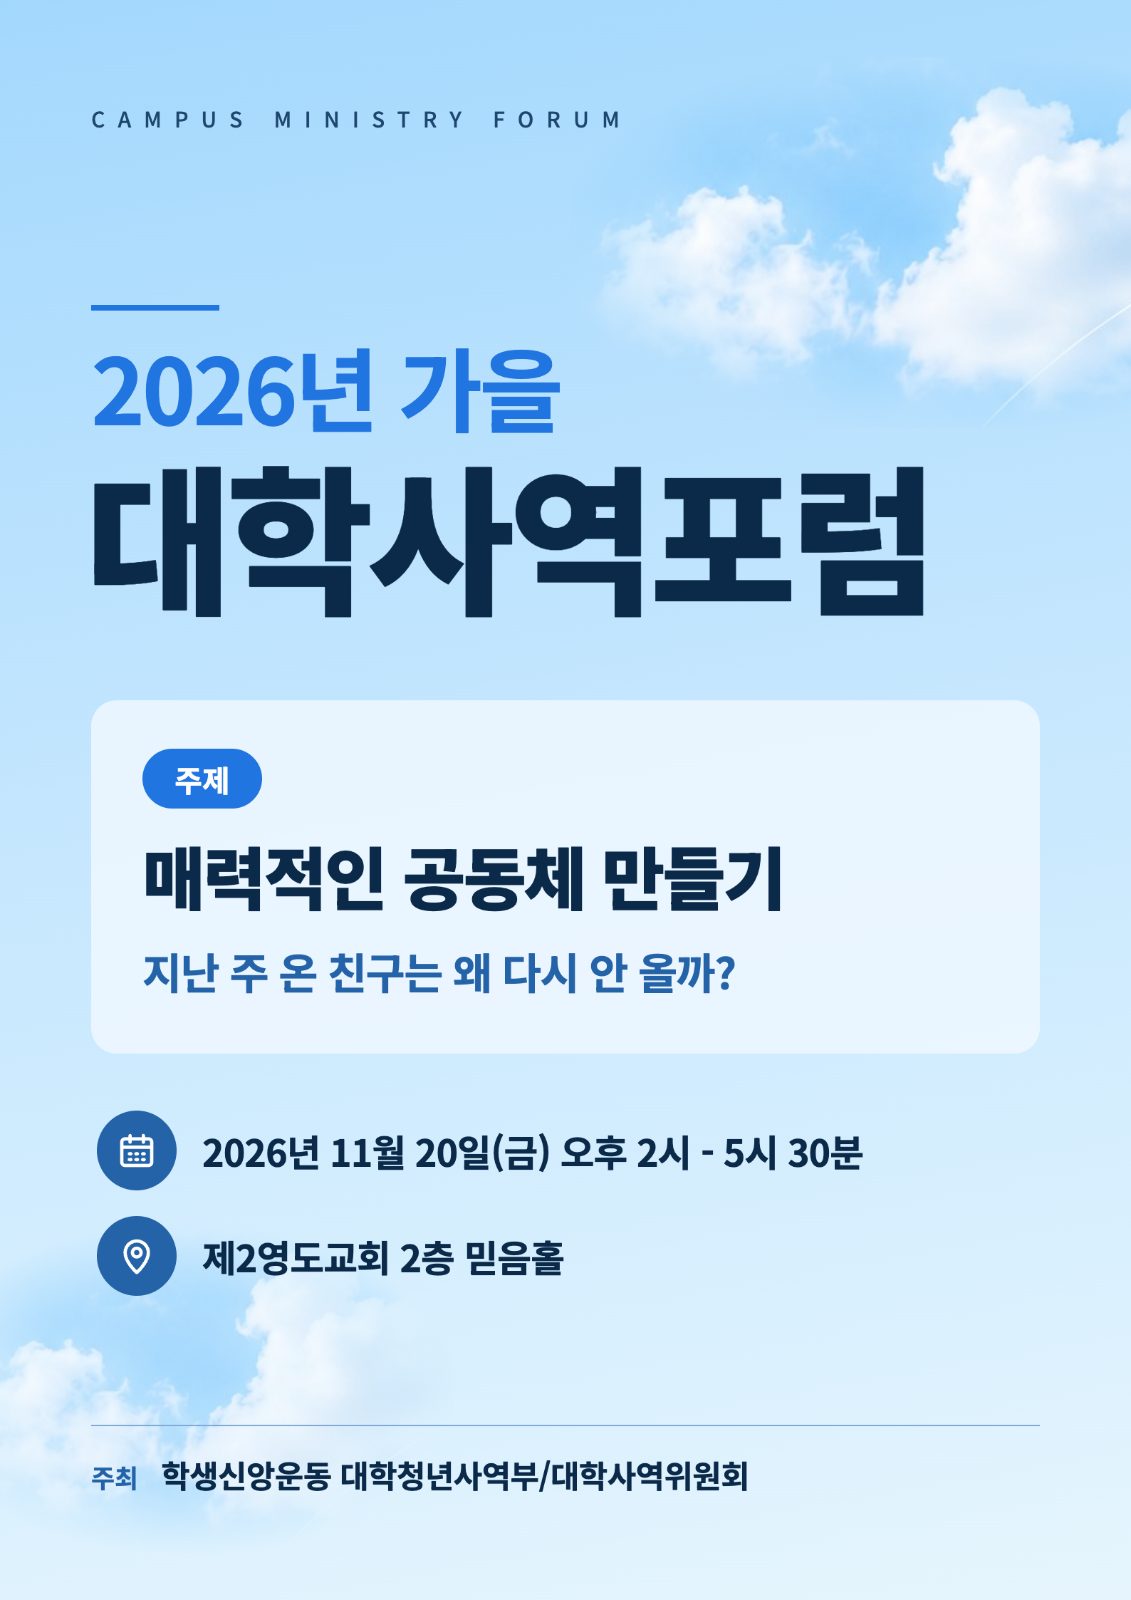 CAMPUS MINISTRY FORUM
2026년 가을
대학사역포럼
주제
매력적인 공동체 만들기
지난 주 온 친구는 왜 다시 안 올까?
2026년 11월 20일(금) 오후 2시 - 5시 30분
제2영도교회 2층 믿음홀
주최 학생신앙운동 대학청년사역부/대학사역위원회